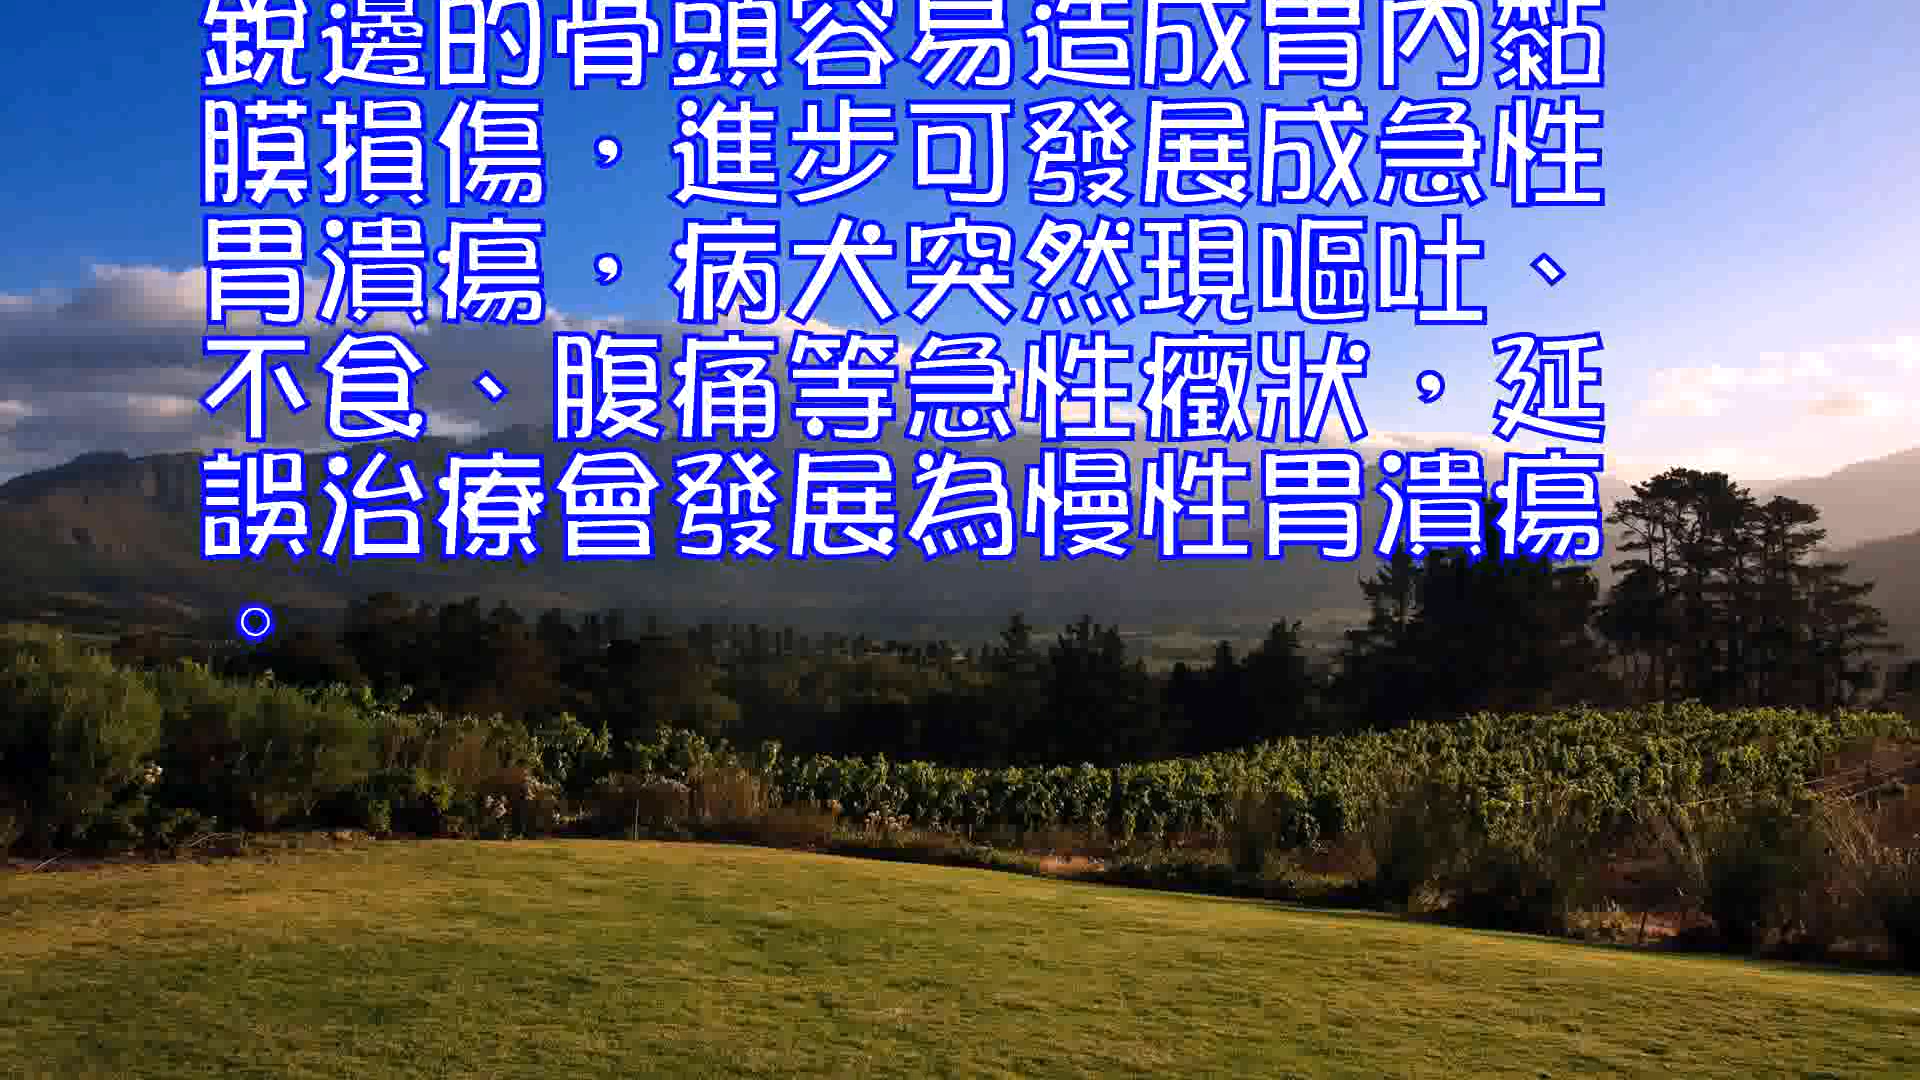 銳邊的骨頭容易造成胃內黏
膜損傷，進步可發展成急性
胃潰瘍，病犬突然現嘔吐、
不食、腹痛等急性癥狀，延
誤治療會發展為慢性胃潰瘍
。